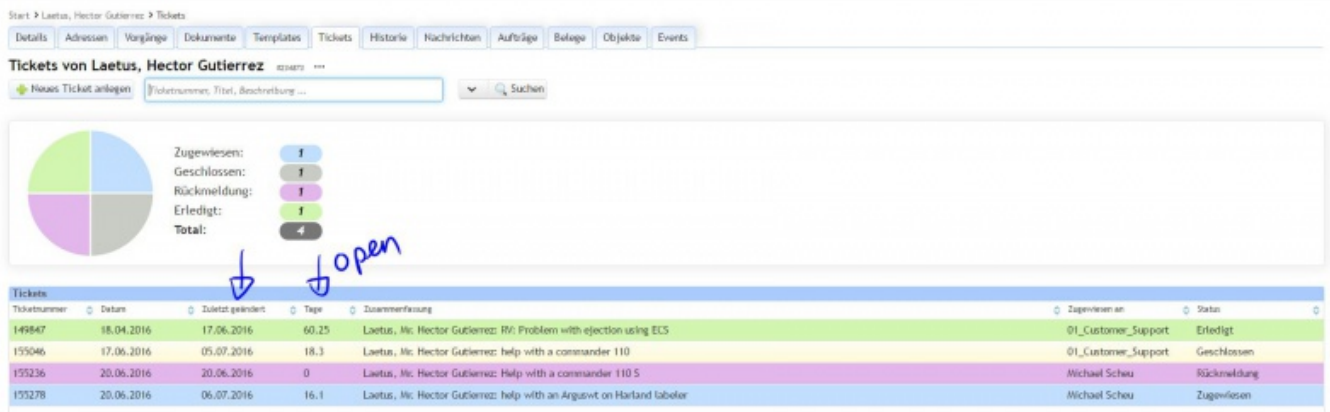 Start > Laetus, Hector Gutierrez > Tickets
Details Adressen Vorgänge Dokumente Templates Tickets Historie Nachrichten Aufträge Belege Objekte Events
Tickets von Laetus, Hector Gutierrez ...
Neues Ticket anlegen Ticketnummer, Titel, Beschreibung ... Suchen
Zugewiesen: 1
Geschlossen: 1
Rückmeldung: 1
Erledigt: 1
Total: 4
open
Tickets
Ticketnummer Datum Zuletzt geändert Tage Zusammenfassung Zugewiesen an Status
149847 18.04.2016 17.06.2016 60.25 Laetus, Mr. Hector Gutierrez: RV: Problem with ejection using ECS 01_Customer_Support Erledigt
155046 17.06.2016 05.07.2016 18.3 Laetus, Mr. Hector Gutierrez: help with a commander 110 01_Customer_Support Geschlossen
155236 20.06.2016 20.06.2016 0 Laetus, Mr. Hector Gutierrez: Help with a commander 110 S Michael Scheu Rückmeldung
155278 20.06.2016 06.07.2016 16.1 Laetus, Mr. Hector Gutierrez: help with an Arguswt on Harland labeler Michael Scheu Zugewiesen